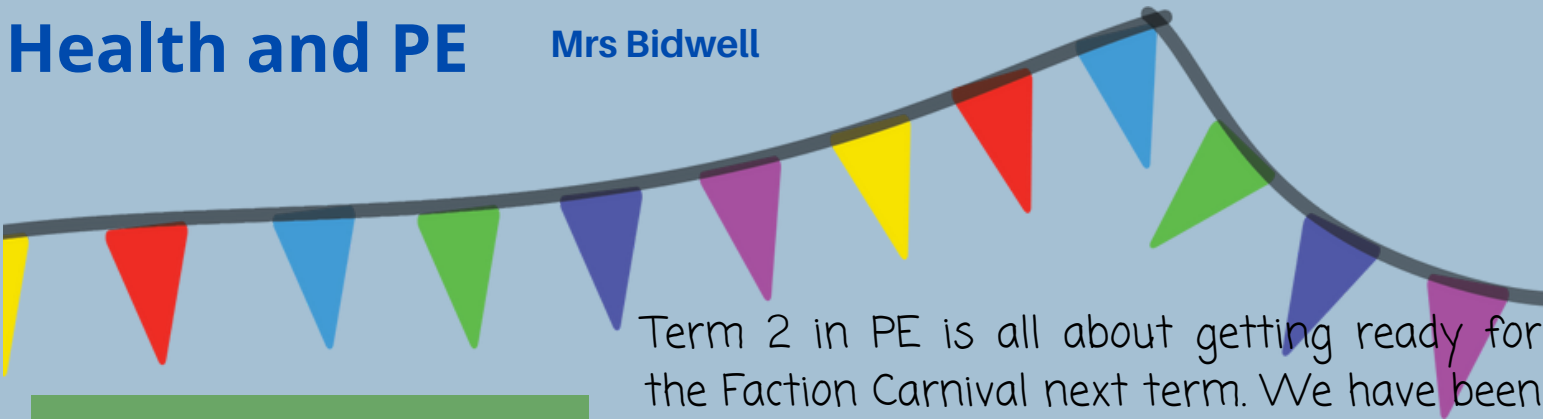 Health and PE
Mrs Bidwell
Term 2 in PE is all about getting ready for
the Faction Carnival next term. We have been